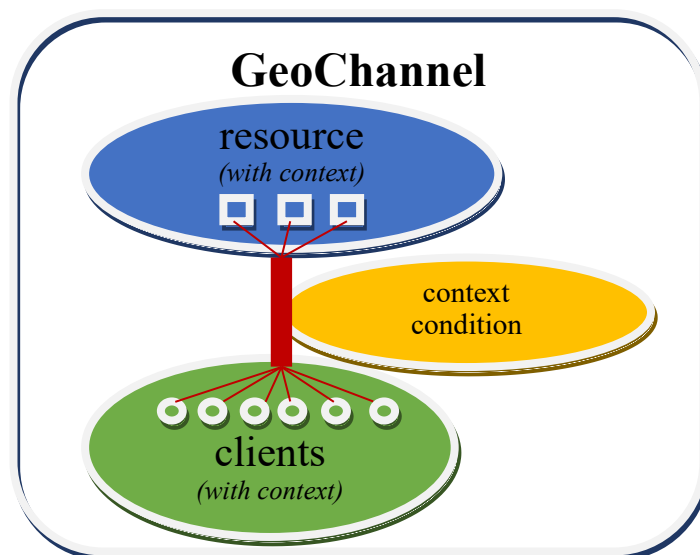 GeoChannel
resource
(with context)
context
condition
clients
(with context)